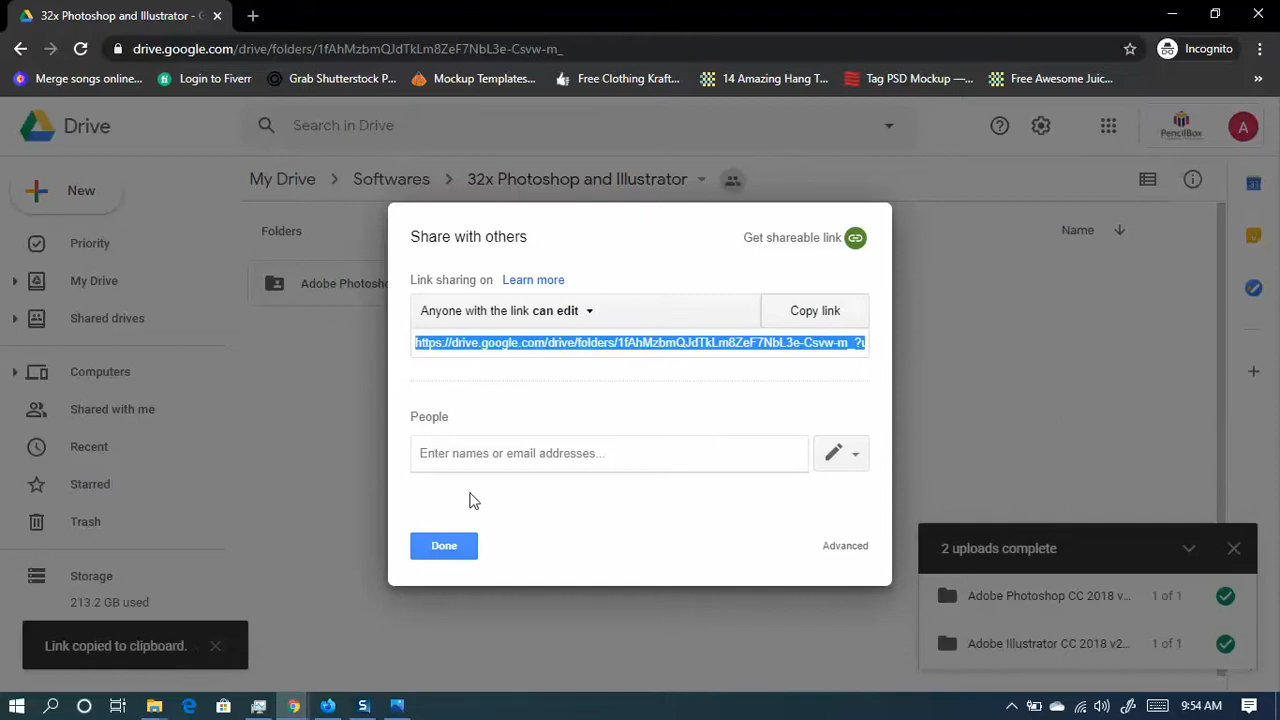 32x Photoshop and Illustrator -
drive.google.com/drive/folders/1fAhMzbmQJdTkLm8ZeF7NbL3e-Csvw-m_
Incognito
Merge songs online...
Login to Fiverr
Grab Shutterstock P...
Mockup Templates...
Free Clothing Kraft...
14 Amazing Hang T...
Tag PSD Mockup —...
Free Awesome Juic...
Drive
Search in Drive
PencilBox
A
New
My Drive
Softwares
32x Photoshop and Illustrator
Folders
Name
Priority
My Drive
Shared drives
Computers
Shared with me
Recent
Starred
Trash
Storage
213.2 GB used
Adobe Photosho
Share with others
Get shareable link
Link sharing on Learn more
Anyone with the link can edit
Copy link
https://drive.google.com/drive/folders/1fAhMzbmQJdTkLm8ZeF7NbL3e-Csvw-m_?u
People
Enter names or email addresses...
Done
Advanced
2 uploads complete
Adobe Photoshop CC 2018 v... 1 of 1
Adobe Illustrator CC 2018 v2... 1 of 1
Link copied to clipboard.
9:54 AM